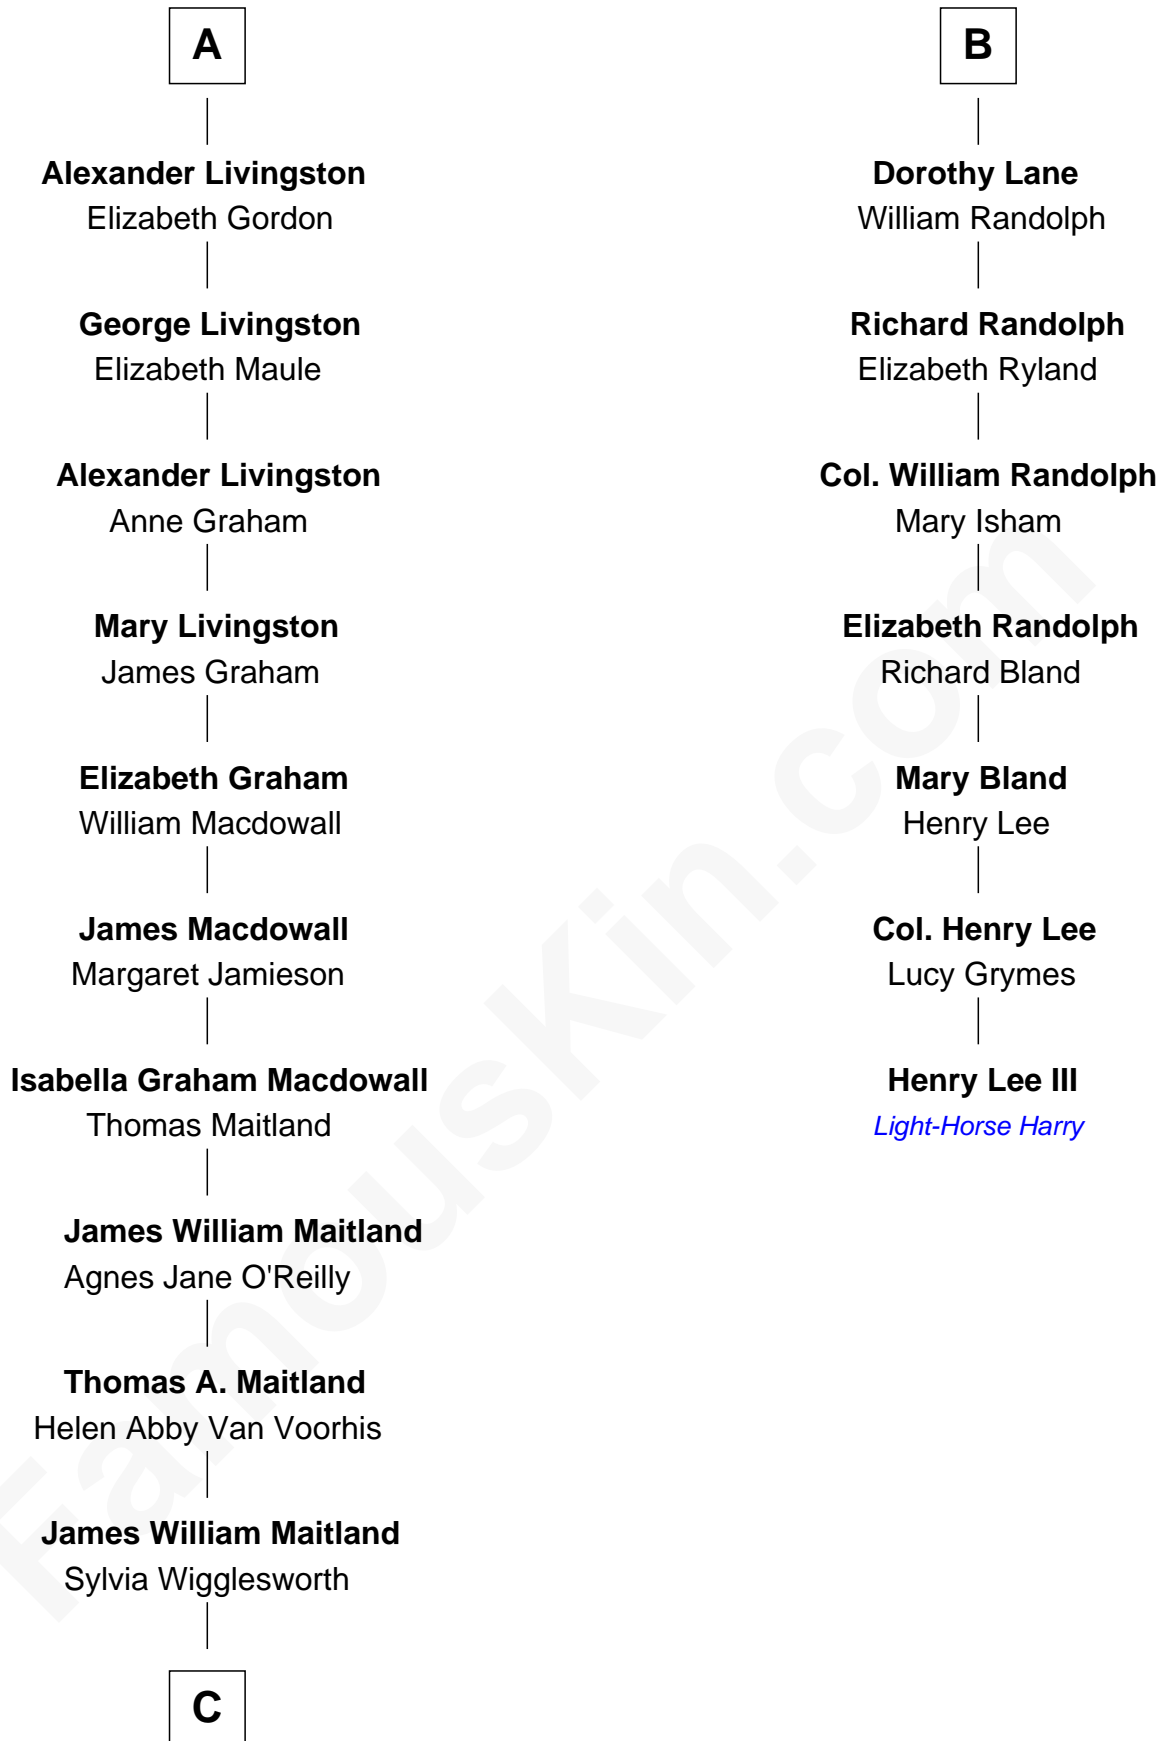 A
Alexander Livingston
Elizabeth Gordon
George Livingston
Elizabeth Maule
Alexander Livingston
Anne Graham
Mary Livingston
James Graham
Elizabeth Graham
William Macdowall
James Macdowall
Margaret Jamieson
Isabella Graham Macdowall
Thomas Maitland
James William Maitland
Agnes Jane O'Reilly
Thomas A. Maitland
Helen Abby Van Voorhis
James William Maitland
Sylvia Wigglesworth
C
B
Dorothy Lane
William Randolph
Richard Randolph
Elizabeth Ryland
Col. William Randolph
Mary Isham
Elizabeth Randolph
Richard Bland
Mary Bland
Henry Lee
Col. Henry Lee
Lucy Grymes
Henry Lee III
Light-Horse Harry
FamousKin.com